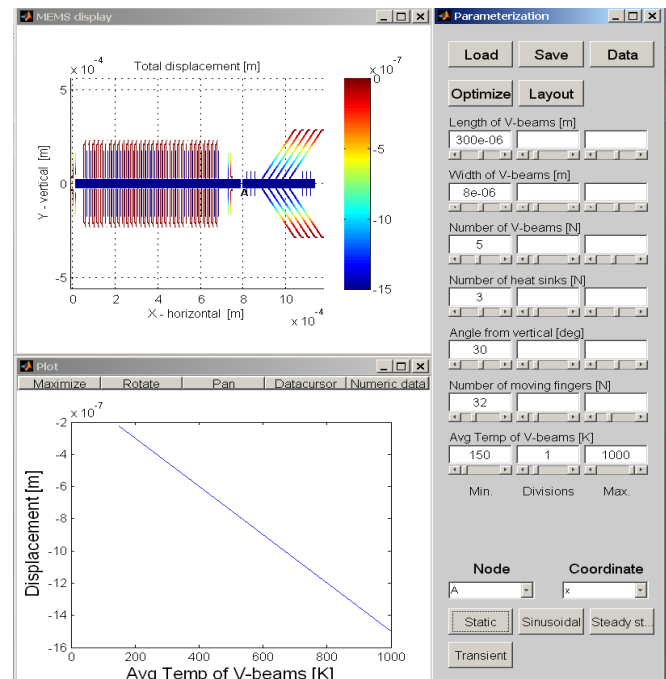 MEMS display
Total displacement [m]
x 10^-4
x 10^-7
5
0
-5
Y - vertical [m]
A
0 2 4 6 8 10
X - horizontal [m]
x 10^-4
0
-5
-10
-15
Plot
Maximize Rotate Pan Datacursor Numeric data
x 10^-7
-2
-4
-6
-8
-10
-12
-14
-16
Displacement [m]
0 200 400 600 800 1000
Avg Temp of V-beams [K]
Parameterization
Load Save Data
Optimize Layout
Length of V-beams [m]
300e-06
Width of V-beams [m]
8e-06
Number of V-beams [N]
5
Number of heat sinks [N]
3
Angle from vertical [deg]
30
Number of moving fingers [N]
32
Avg Temp of V-beams [K]
150 1 1000
Min. Divisions Max.
Node Coordinate
A x
Static Sinusoidal Steady st...
Transient